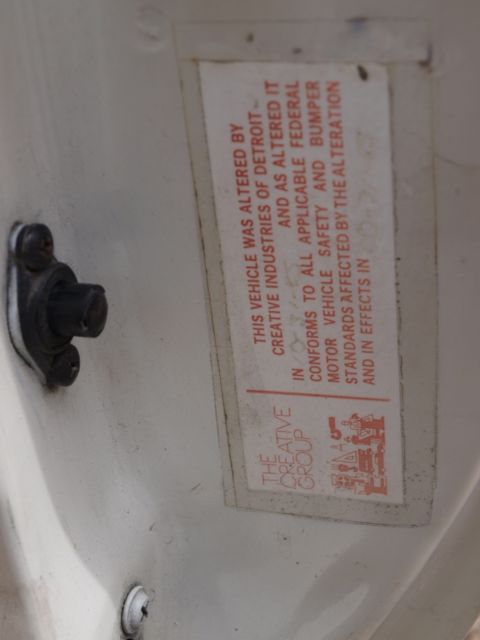 THE
CREATIVE
GROUP
THIS VEHICLE WAS ALTERED BY
CREATIVE INDUSTRIES OF DETROIT
IN AND AS ALTERED IT
CONFORMS TO ALL APPLICABLE FEDERAL
MOTOR VEHICLE SAFETY AND BUMPER
STANDARDS AFFECTED BY THE ALTERATION
AND IN EFFECTS IN